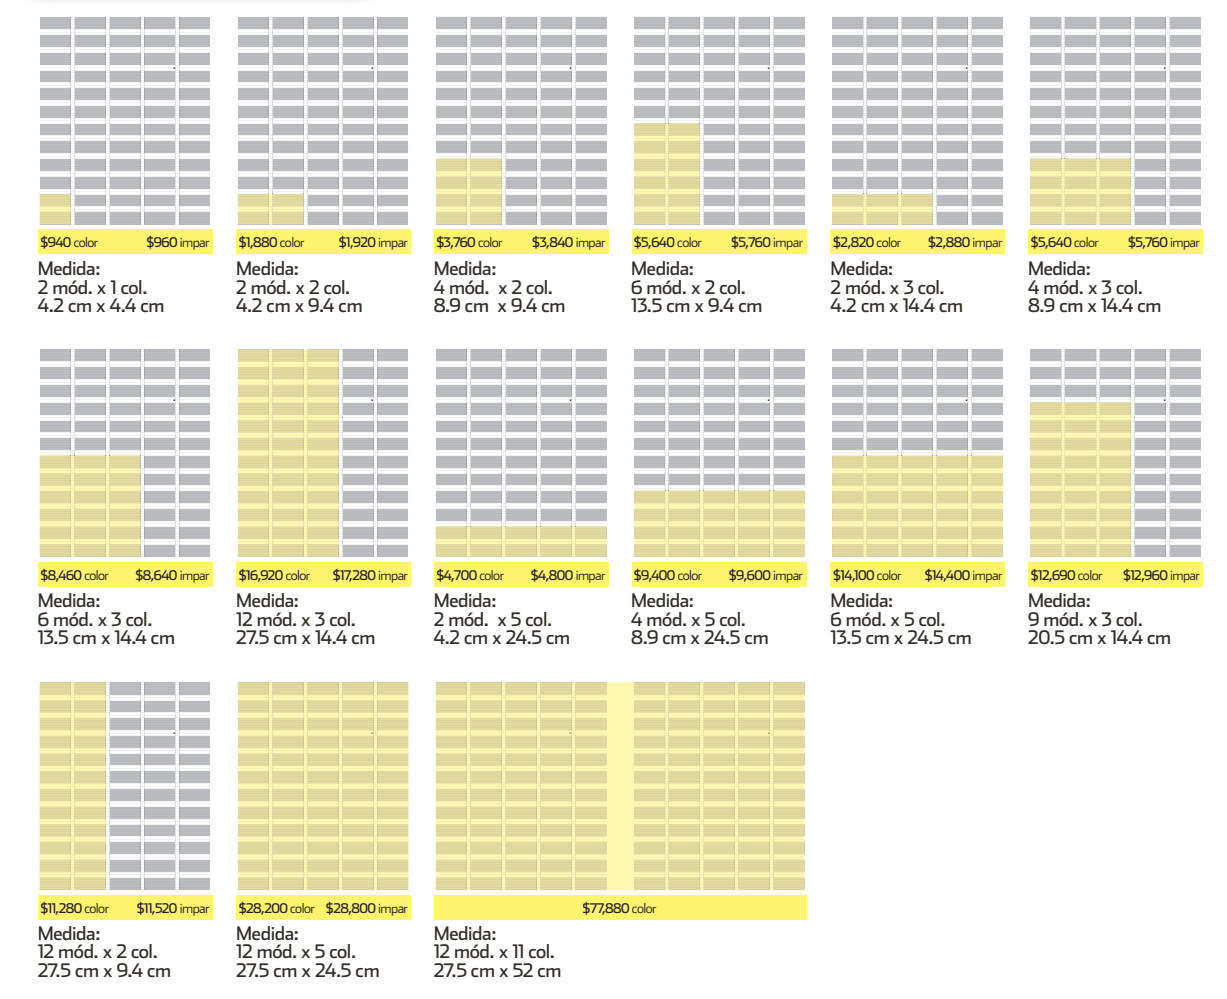 $940 color $960 impar
Medida:
2 mód. x 1 col.
4.2 cm x 4.4 cm
$1,880 color $1,920 impar
Medida:
2 mód. x 2 col.
4.2 cm x 9.4 cm
$3,760 color $3,840 impar
Medida:
4 mód. x 2 col.
8.9 cm x 9.4 cm
$5,640 color $5,760 impar
Medida:
6 mód. x 2 col.
13.5 cm x 9.4 cm
$2,820 color $2,880 impar
Medida:
2 mód. x 3 col.
4.2 cm x 14.4 cm
$5,640 color $5,760 impar
Medida:
4 mód. x 3 col.
8.9 cm x 14.4 cm
$8,460 color $8,640 impar
Medida:
6 mód. x 3 col.
13.5 cm x 14.4 cm
$16,920 color $17,280 impar
Medida:
12 mód. x 3 col.
27.5 cm x 14.4 cm
$4,700 color $4,800 impar
Medida:
2 mód. x 5 col.
4.2 cm x 24.5 cm
$9,400 color $9,600 impar
Medida:
4 mód. x 5 col.
8.9 cm x 24.5 cm
$14,100 color $14,400 impar
Medida:
6 mód. x 5 col.
13.5 cm x 24.5 cm
$12,690 color $12,960 impar
Medida:
9 mód. x 3 col.
20.5 cm x 14.4 cm
$11,280 color $11,520 impar
Medida:
12 mód. x 2 col.
27.5 cm x 9.4 cm
$28,200 color $28,800 impar
Medida:
12 mód. x 5 col.
27.5 cm x 24.5 cm
$77,880 color
Medida:
12 mód. x 11 col.
27.5 cm x 52 cm